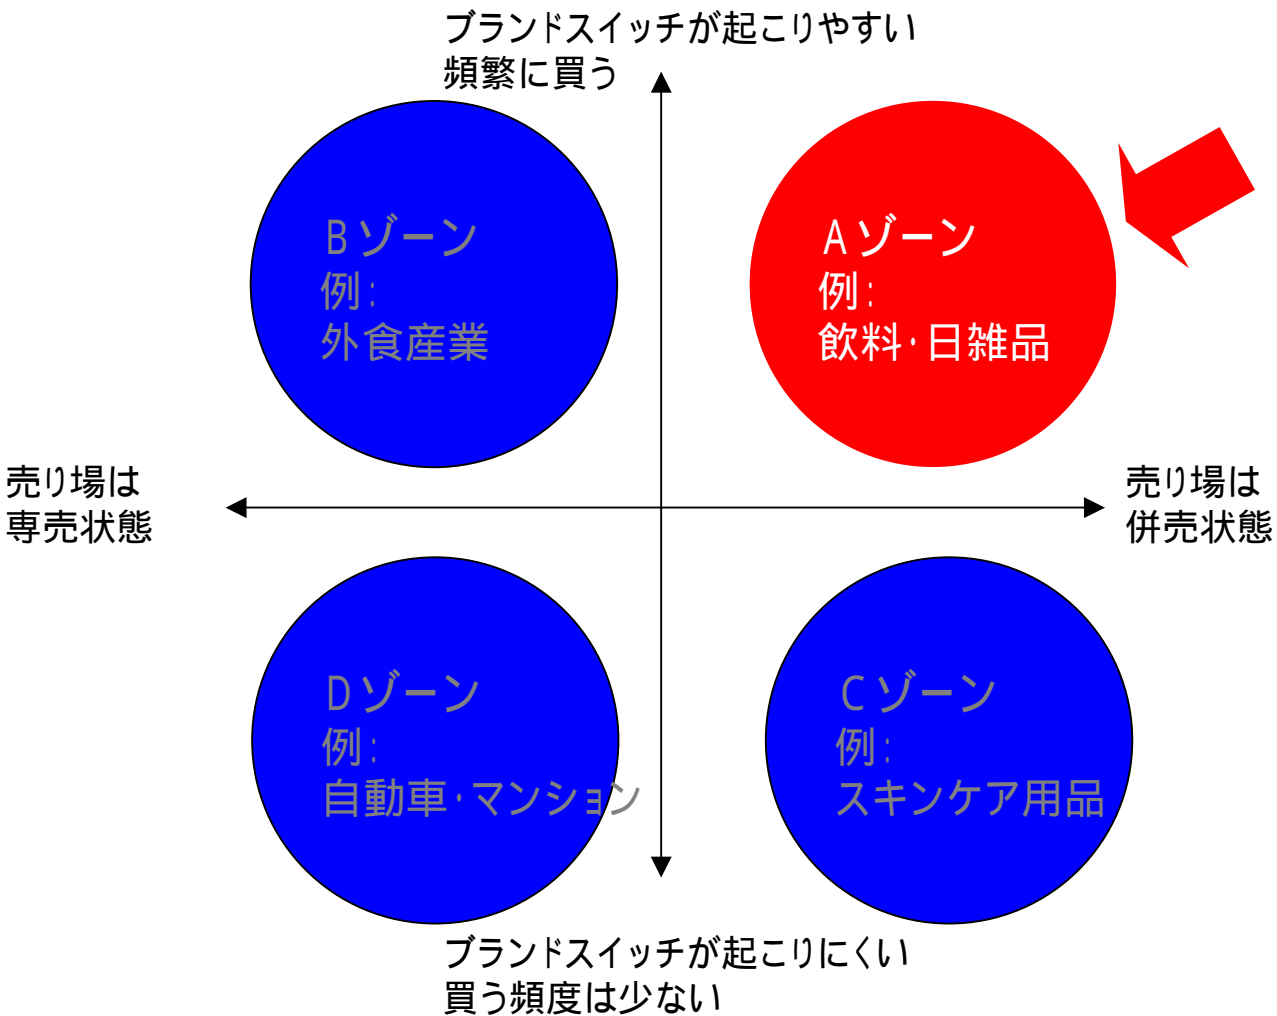 ブランドスイッチが起こりやすい
頻繁に買う
Bゾーン
例:
外食産業
Aゾーン
例:
飲料・日雑品
売り場は
専売状態
売り場は
併売状態
Dゾーン
例:
自動車・マンション
Cゾーン
例:
スキンケア用品
ブランドスイッチが起こりにくい
買う頻度は少ない